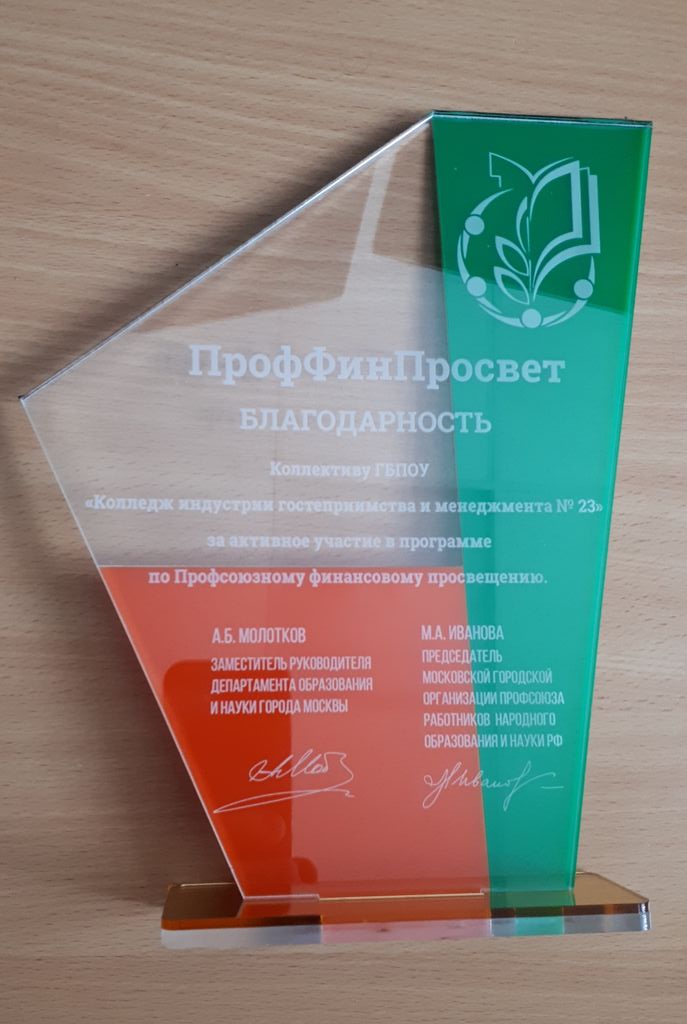 ПрофФинПросвет
БЛАГОДАРНОСТЬ
Коллективу ГБПОУ
«Колледж индустрии гостеприимства и менеджмента № 23»
за активное участие в программе
по Профсоюзному финансовому просвещению.
А.Б. МОЛОТКОВ
ЗАМЕСТИТЕЛЬ РУКОВОДИТЕЛЯ
ДЕПАРТАМЕНТА ОБРАЗОВАНИЯ
И НАУКИ ГОРОДА МОСКВЫ
М.А. ИВАНОВА
ПРЕДСЕДАТЕЛЬ
МОСКОВСКОЙ ГОРОДСКОЙ
ОРГАНИЗАЦИИ ПРОФСОЮЗА
РАБОТНИКОВ НАРОДНОГО
ОБРАЗОВАНИЯ И НАУКИ РФ